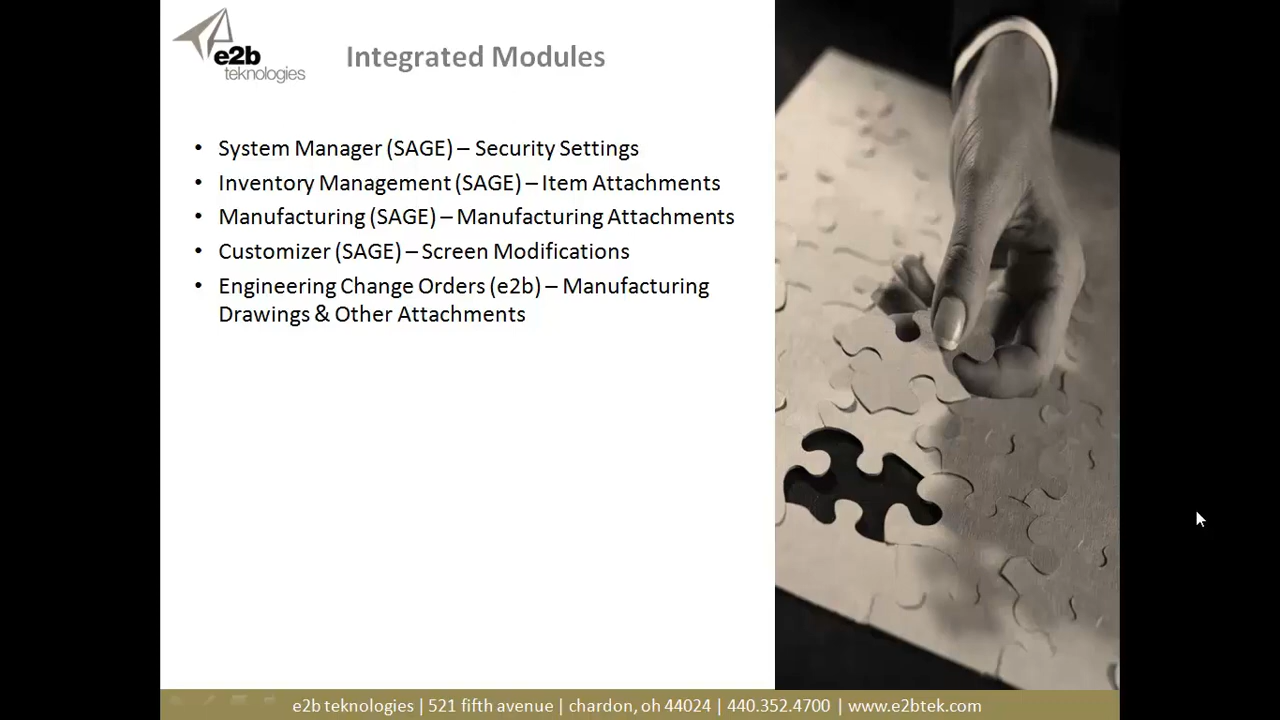 e2b
teknologies
Integrated Modules
• System Manager (SAGE) – Security Settings
• Inventory Management (SAGE) – Item Attachments
• Manufacturing (SAGE) – Manufacturing Attachments
• Customizer (SAGE) – Screen Modifications
• Engineering Change Orders (e2b) – Manufacturing
Drawings & Other Attachments
e2b teknologies | 521 fifth avenue | chardon, oh 44024 | 440.352.4700 | www.e2btek.com